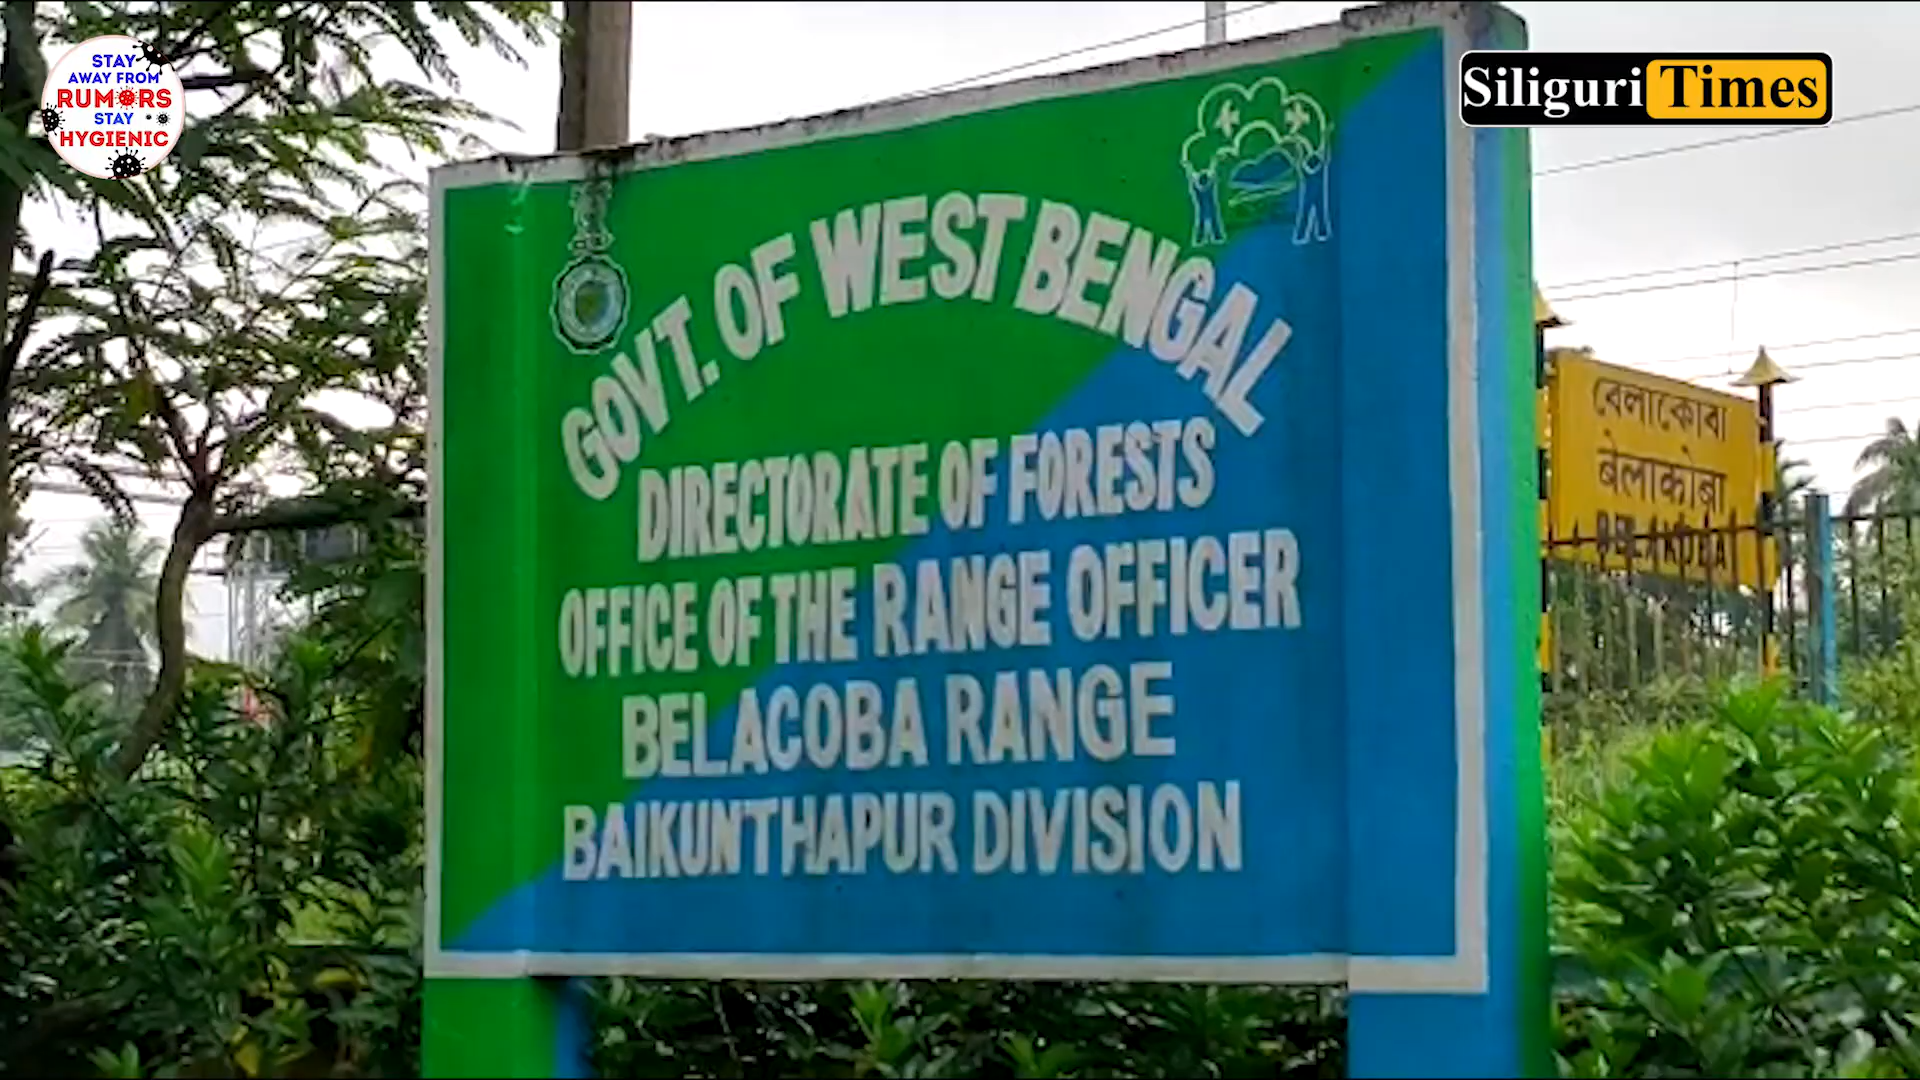 STAY
AWAY FROM
RUMORS
STAY
HYGIENIC
Siliguri Times
GOVT. OF WEST BENGAL
DIRECTORATE OF FORESTS
OFFICE OF THE RANGE OFFICER
BELACOBA RANGE
BAIKUNTHAPUR DIVISION
বেলাকোবা
बेलाकोबा
BELAKOBA